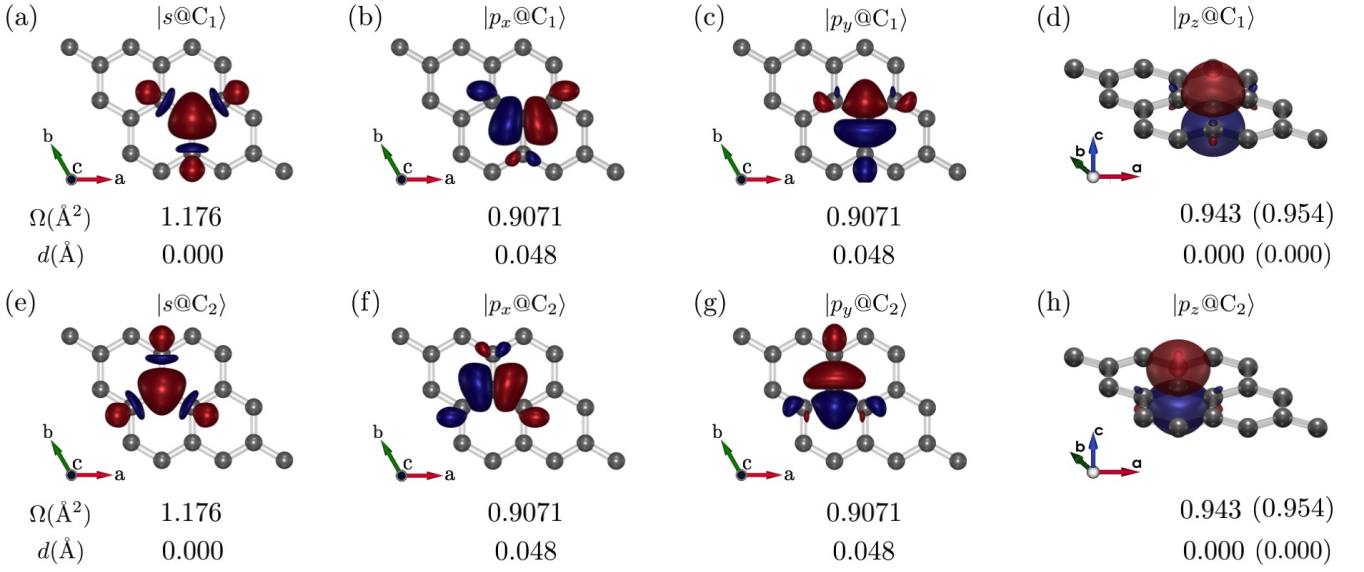 (a) |s@C₁⟩ (b) |pₓ@C₁⟩ (c) |p_y@C₁⟩ (d) |p_z@C₁⟩
b c a b c a b c a c b a
Ω(Å²) 1.176 0.9071 0.9071 0.943 (0.954)
d(Å) 0.000 0.048 0.048 0.000 (0.000)
(e) |s@C₂⟩ (f) |pₓ@C₂⟩ (g) |p_y@C₂⟩ (h) |p_z@C₂⟩
b c a b c a b c a c b a
Ω(Å²) 1.176 0.9071 0.9071 0.943 (0.954)
d(Å) 0.000 0.048 0.048 0.000 (0.000)